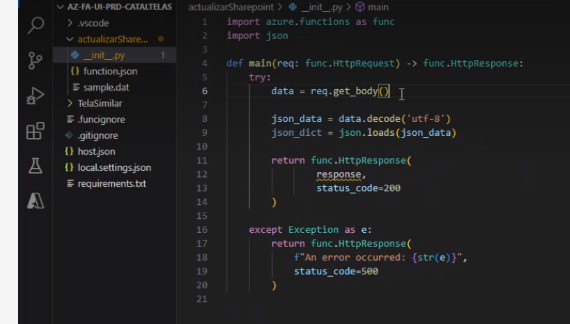 AZ-FA-UI-PRD-CATALTELAS
.vscode
actualizarShare...
__init__.py 1
function.json
sample.dat
TelaSimilar
.funcignore
.gitignore
host.json
local.settings.json
requirements.txt
actualizarSharepoint > __init__.py > main
1 import azure.functions as func
2 import json
3
4 def main(req: func.HttpRequest) -> func.HttpResponse:
5 try:
6 data = req.get_body()
7
8 json_data = data.decode('utf-8')
9 json_dict = json.loads(json_data)
10
11 return func.HttpResponse(
12 response,
13 status_code=200
14 )
15
16 except Exception as e:
17 return func.HttpResponse(
18 f"An error occurred: {str(e)}",
19 status_code=500
20 )
21